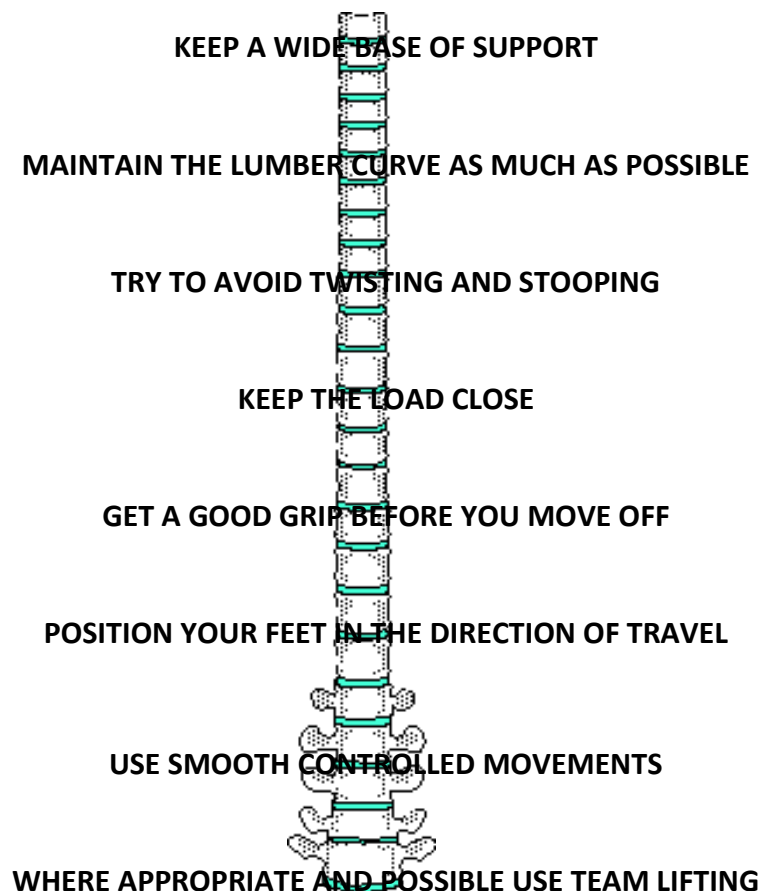 KEEP A WIDE BASE OF SUPPORT
MAINTAIN THE LUMBER CURVE AS MUCH AS POSSIBLE
TRY TO AVOID TWISTING AND STOOPING
KEEP THE LOAD CLOSE
GET A GOOD GRIP BEFORE YOU MOVE OFF
POSITION YOUR FEET IN THE DIRECTION OF TRAVEL
USE SMOOTH CONTROLLED MOVEMENTS
WHERE APPROPRIATE AND POSSIBLE USE TEAM LIFTING